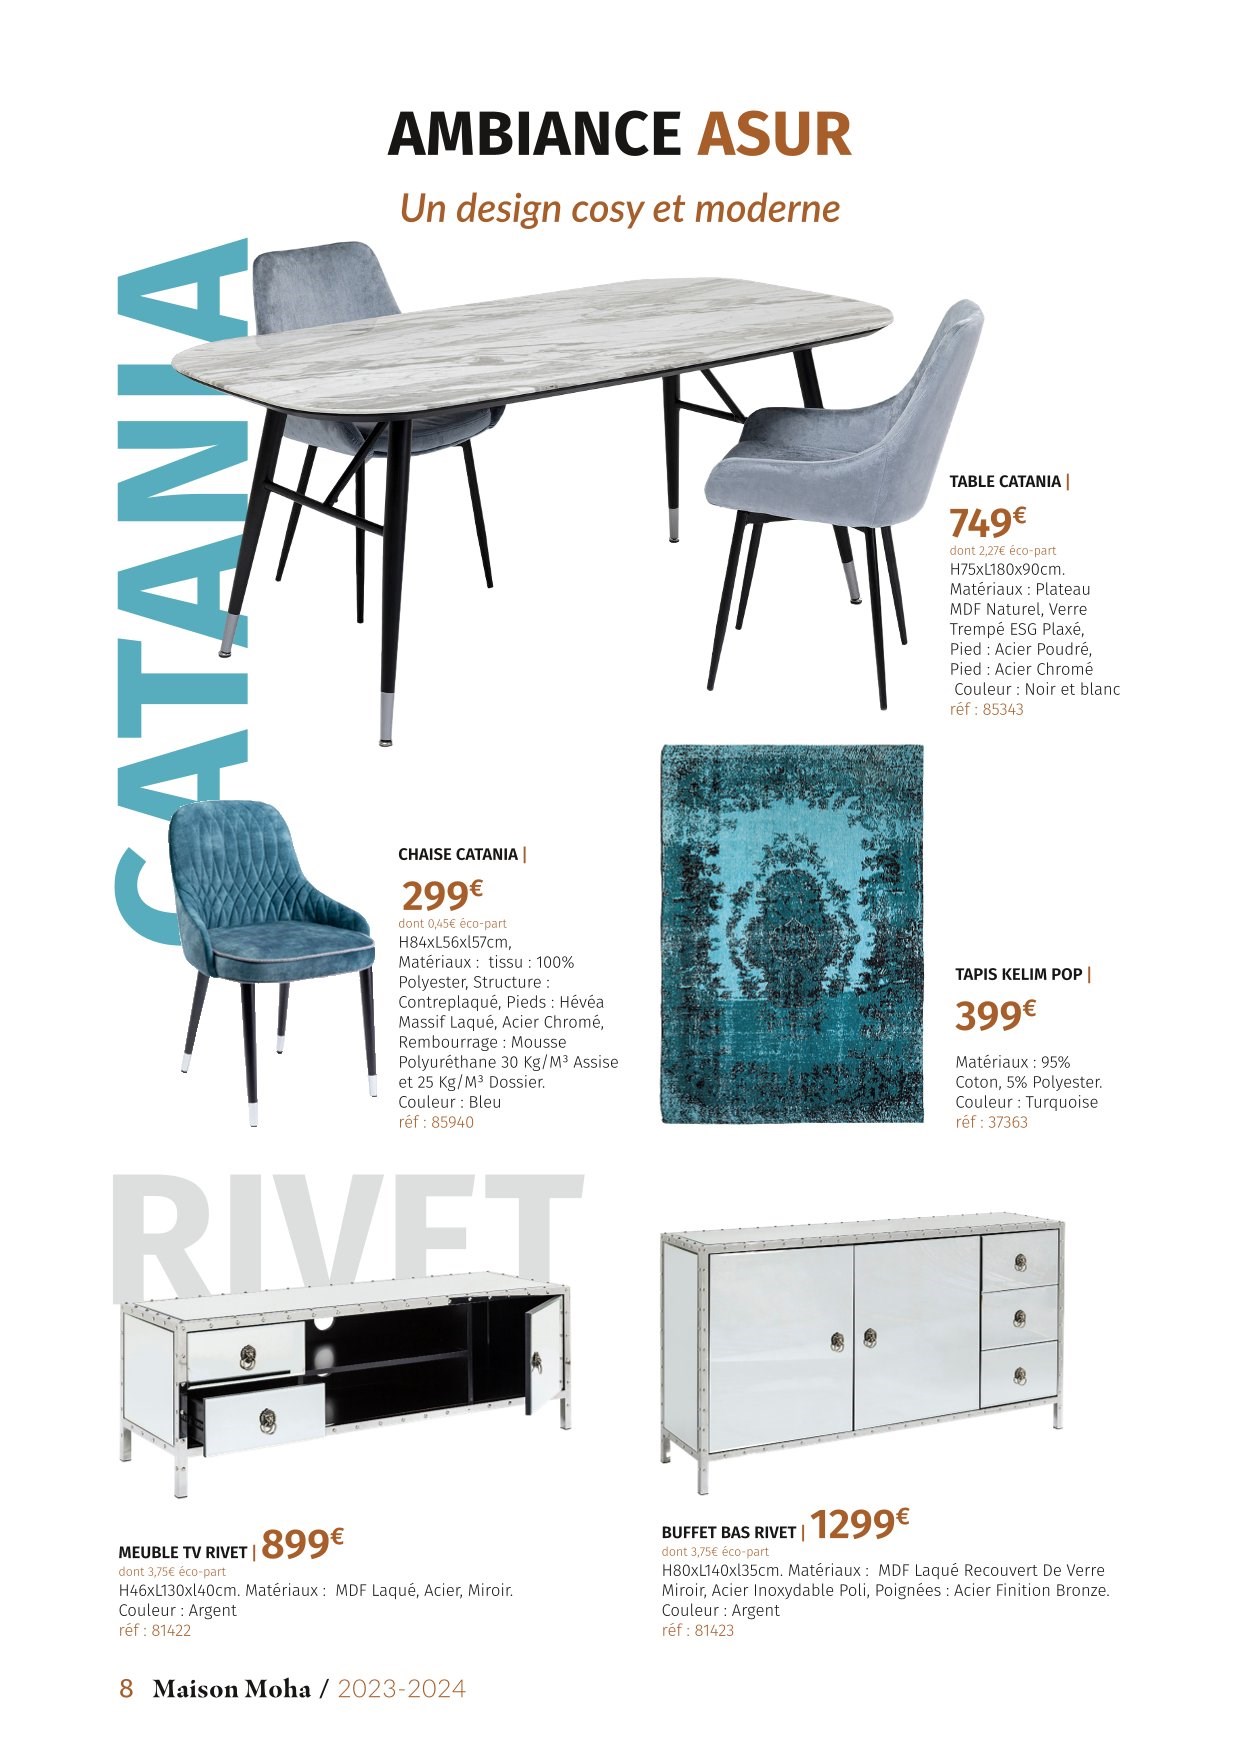 AMBIANCE ASUR
Un design cosy et moderne
CATANIA
TABLE CATANIA |
749€
dont 2,27€ éco-part
H75xL180x90cm.
Matériaux : Plateau
MDF Naturel, Verre
Trempé ESG Plaxé,
Pied : Acier Poudré,
Pied : Acier Chromé
Couleur : Noir et blanc
réf : 85343
CHAISE CATANIA |
299€
dont 0,45€ éco-part
H84xL56xl57cm,
Matériaux : tissu : 100%
Polyester, Structure :
Contreplaqué, Pieds : Hévéa
Massif Laqué, Acier Chromé,
Rembourrage : Mousse
Polyuréthane 30 Kg/M³ Assise
et 25 Kg/M³ Dossier.
Couleur : Bleu
réf : 85940
TAPIS KELIM POP |
399€
Matériaux : 95%
Coton, 5% Polyester.
Couleur : Turquoise
réf : 37363
RIVET
MEUBLE TV RIVET | 899€
dont 3,75€ éco-part
H46xL130xl40cm. Matériaux : MDF Laqué, Acier, Miroir.
Couleur : Argent
réf : 81422
BUFFET BAS RIVET | 1299€
dont 3,75€ éco-part
H80xL140xl35cm. Matériaux : MDF Laqué Recouvert De Verre
Miroir, Acier Inoxydable Poli, Poignées : Acier Finition Bronze.
Couleur : Argent
réf : 81423
8 Maison Moha / 2023-2024